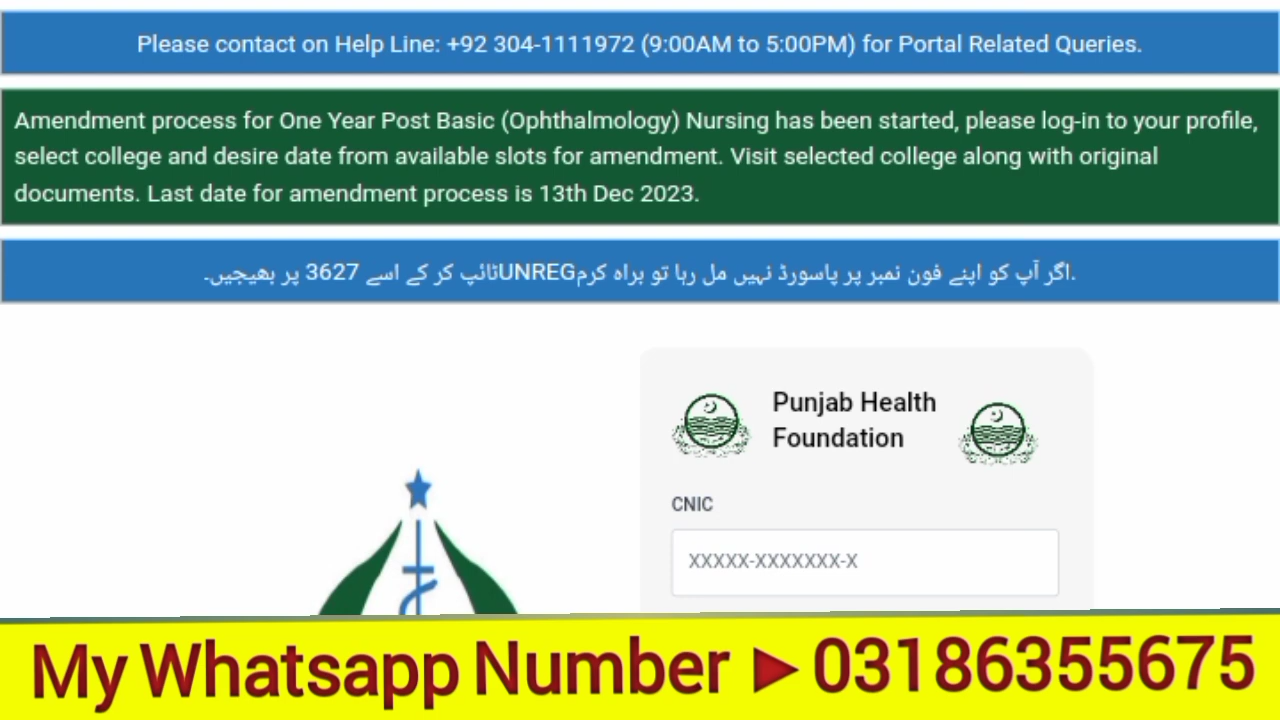 Please contact on Help Line: +92 304-1111972 (9:00AM to 5:00PM) for Portal Related Queries.
Amendment process for One Year Post Basic (Ophthalmology) Nursing has been started, please log-in to your profile,
select college and desire date from available slots for amendment. Visit selected college along with original
documents. Last date for amendment process is 13th Dec 2023.
.اگر آپ کو اپنے فون نمبر پر پاسورڈ نہیں مل رہا تو براہ کرمUNREGٹائپ کر کے اسے 3627 پر بھیجیں۔
Punjab Health
Foundation
CNIC
XXXXX-XXXXXXX-X
My Whatsapp Number ► 03186355675